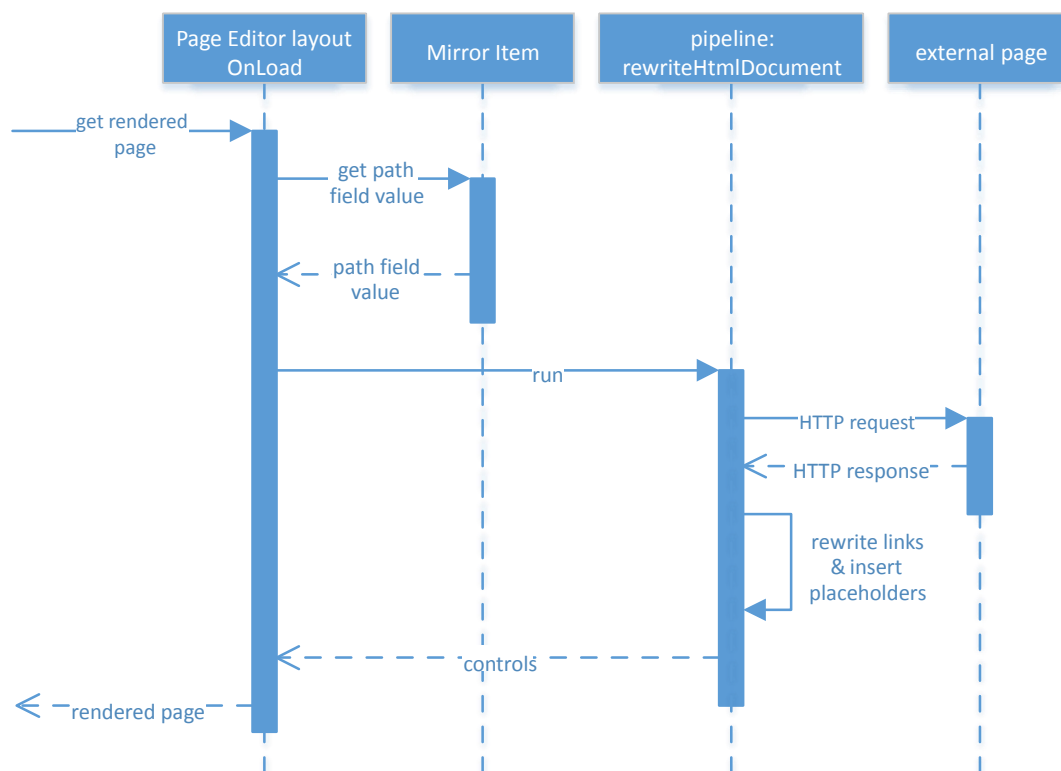 Page Editor layout
OnLoad
Mirror Item
pipeline:
rewriteHtmlDocument
external page
get rendered
page
get path
field value
path field
value
run
HTTP request
HTTP response
rewrite links
& insert
placeholders
controls
rendered page